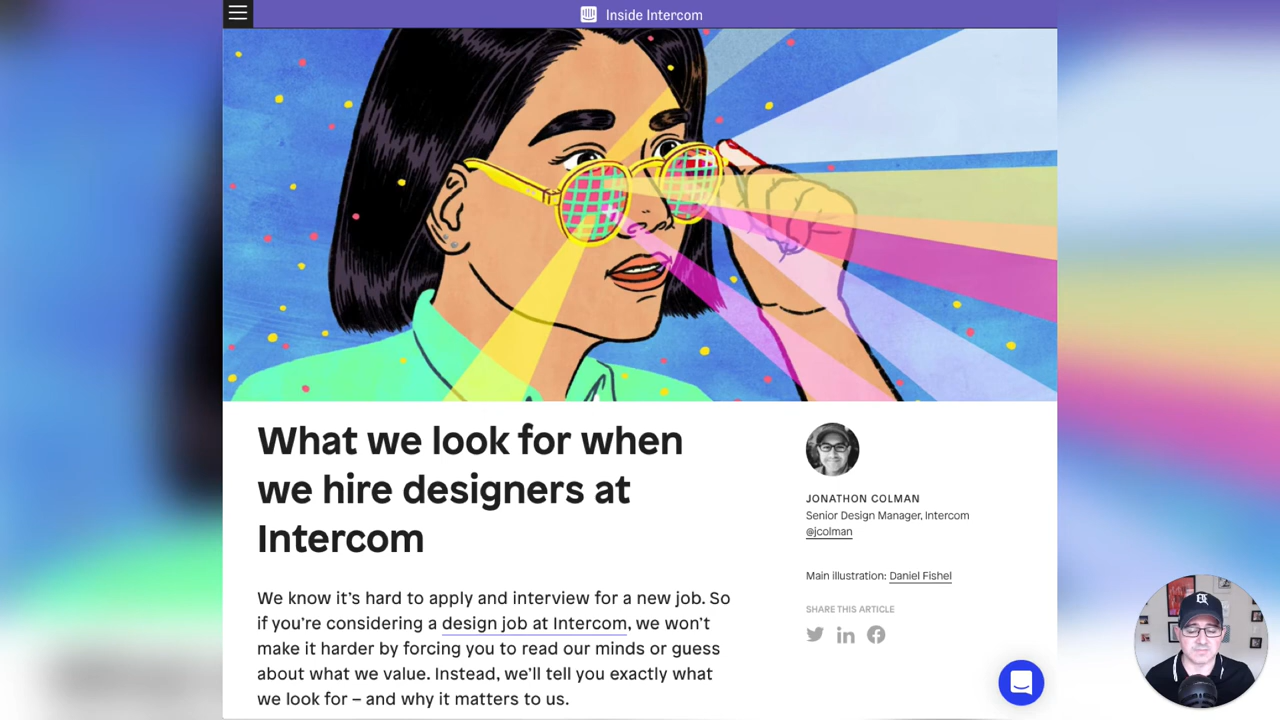 Inside Intercom
What we look for when
we hire designers at
Intercom
We know it’s hard to apply and interview for a new job. So
if you’re considering a design job at Intercom, we won’t
make it harder by forcing you to read our minds or guess
about what we value. Instead, we’ll tell you exactly what
we look for – and why it matters to us.
JONATHON COLMAN
Senior Design Manager, Intercom
@jcolman
Main illustration: Daniel Fishel
SHARE THIS ARTICLE